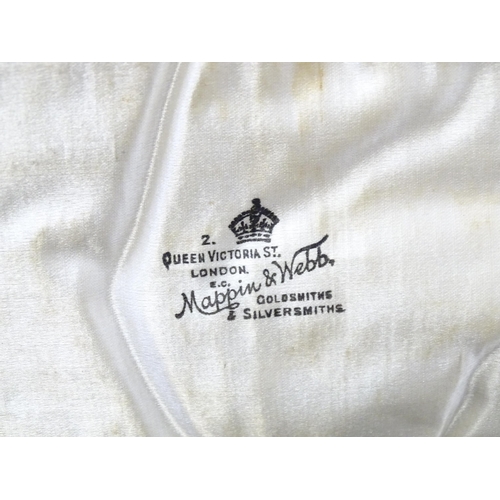 2.
QUEEN VICTORIA ST.
LONDON.
E.C.
Mappin & Webb,
GOLDSMITHS
& SILVERSMITHS